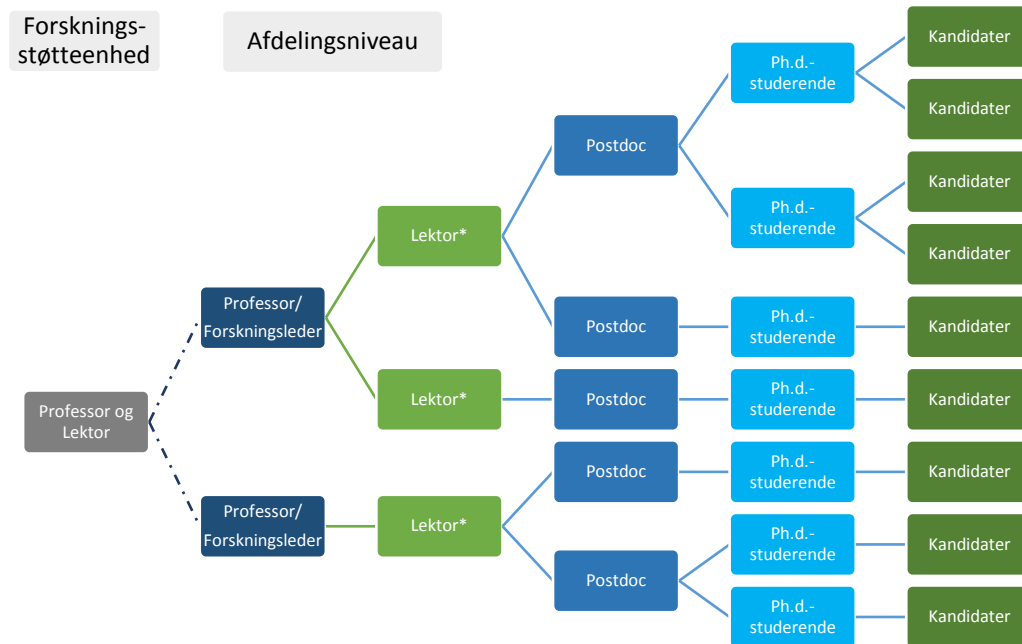 Forsknings-
støtteenhed
Afdelingsniveau
Professor og
Lektor
Professor/
Forskningsleder
Professor/
Forskningsleder
Lektor*
Lektor*
Lektor*
Postdoc
Postdoc
Postdoc
Postdoc
Postdoc
Ph.d.-
studerende
Ph.d.-
studerende
Ph.d.-
studerende
Ph.d.-
studerende
Ph.d.-
studerende
Ph.d.-
studerende
Ph.d.-
studerende
Kandidater
Kandidater
Kandidater
Kandidater
Kandidater
Kandidater
Kandidater
Kandidater
Kandidater